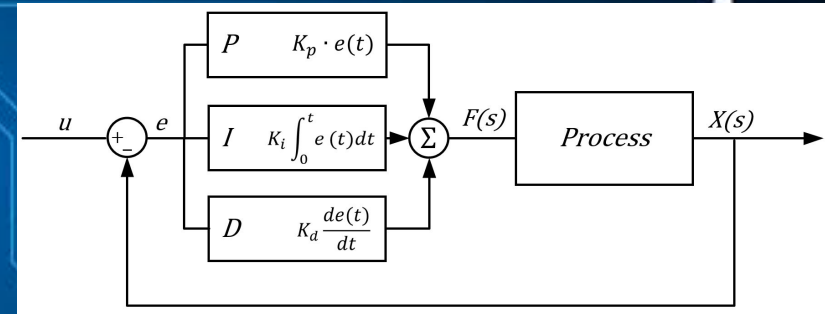 P K_p · e(t)
u
+
−
e
I K_i ∫_0^t e (t)dt
Σ
F(s)
Process
X(s)
D K_d de(t)/dt